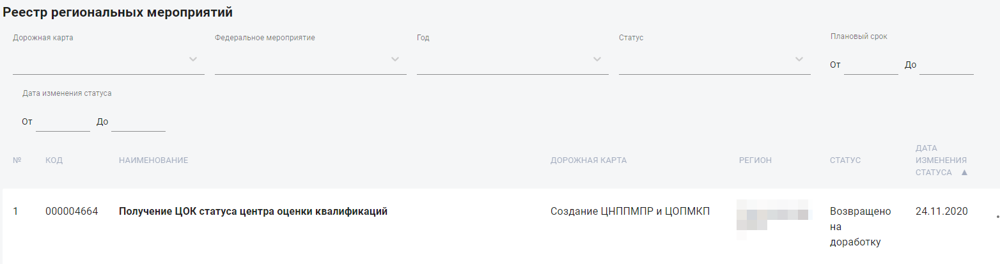 Реестр региональных мероприятий
Дорожная карта Федеральное мероприятие Год Статус Плановый срок
От До
Дата изменения статуса
От До
№ КОД НАИМЕНОВАНИЕ ДОРОЖНАЯ КАРТА РЕГИОН СТАТУС ДАТА ИЗМЕНЕНИЯ СТАТУСА ▲
1 000004664 Получение ЦОК статуса центра оценки квалификаций Создание ЦНППМПР и ЦОПМКП Возвращено 24.11.2020
на
доработку